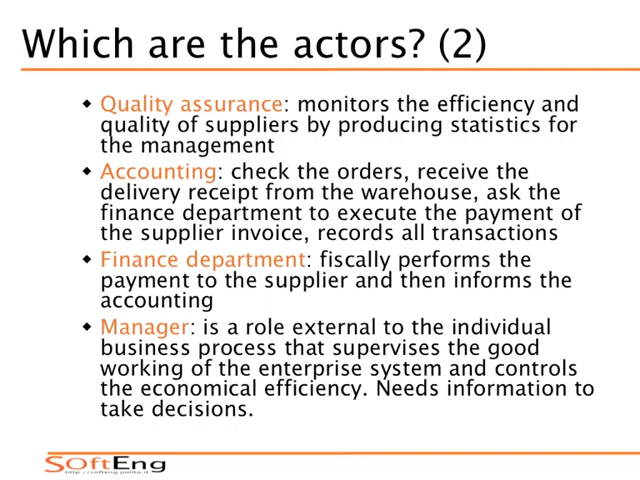 Which are the actors? (2)
◆ Quality assurance: monitors the efficiency and
quality of suppliers by producing statistics for
the management
◆ Accounting: check the orders, receive the
delivery receipt from the warehouse, ask the
finance department to execute the payment of
the supplier invoice, records all transactions
◆ Finance department: fiscally performs the
payment to the supplier and then informs the
accounting
◆ Manager: is a role external to the individual
business process that supervises the good
working of the enterprise system and controls
the economical efficiency. Needs information to
take decisions.
SOftEng
http://softeng.polito.it